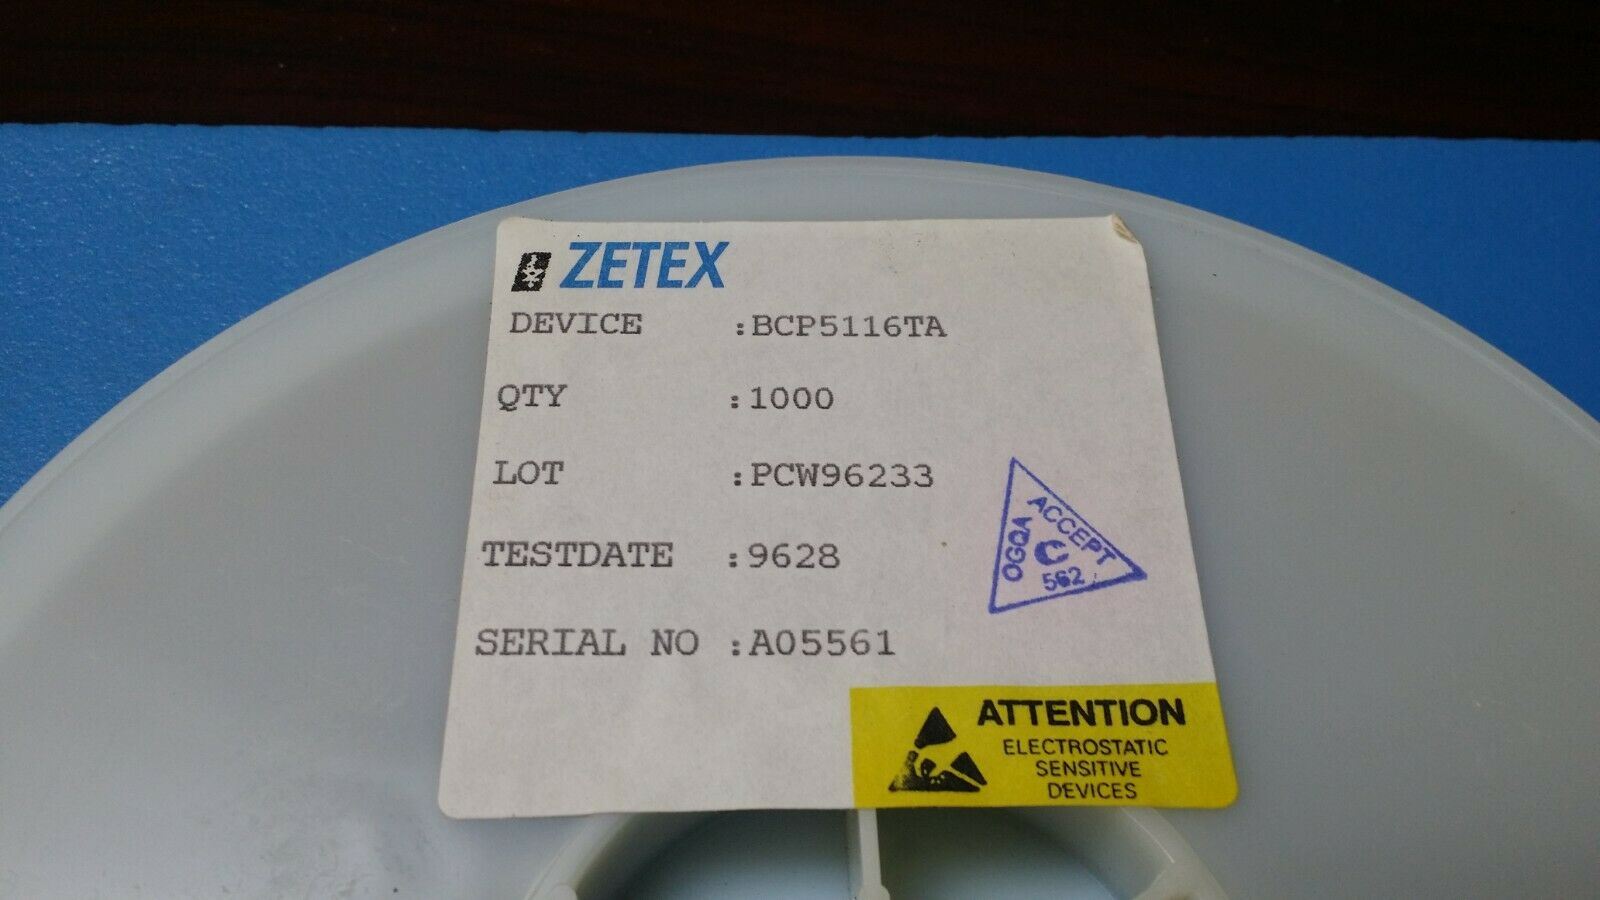 ZETEX
DEVICE :BCP5116TA
QTY :1000
LOT :PCW96233
TESTDATE :9628
SERIAL NO :A05561
OGQA
ACCEPT
C
562
ATTENTION
ELECTROSTATIC
SENSITIVE
DEVICES